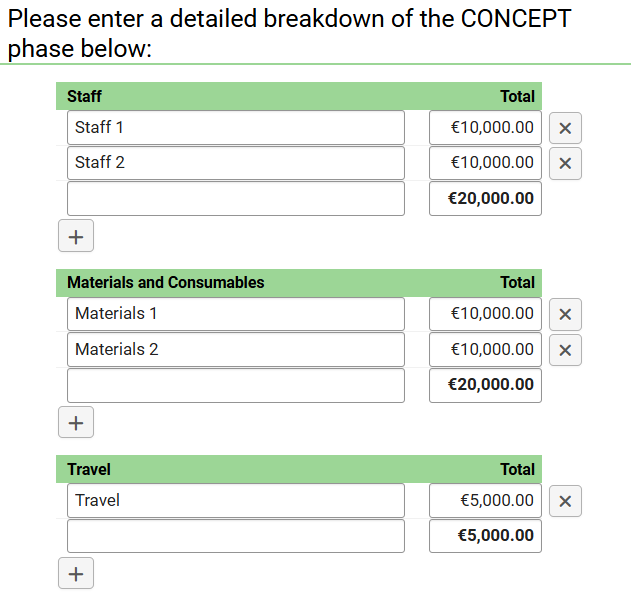 Please enter a detailed breakdown of the CONCEPT
phase below:
Staff Total
Staff 1 €10,000.00 ×
Staff 2 €10,000.00 ×
€20,000.00
+
Materials and Consumables Total
Materials 1 €10,000.00 ×
Materials 2 €10,000.00 ×
€20,000.00
+
Travel Total
Travel €5,000.00 ×
€5,000.00
+